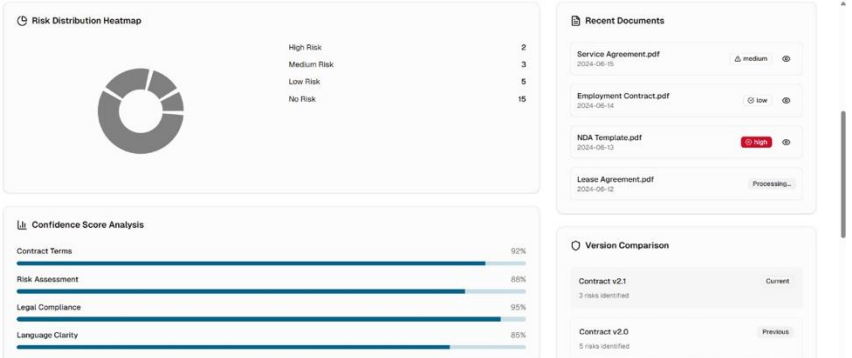 Risk Distribution Heatmap
High Risk 2
Medium Risk 3
Low Risk 5
No Risk 15
Confidence Score Analysis
Contract Terms 92%
Risk Assessment 88%
Legal Compliance 95%
Language Clarity 85%
Recent Documents
Service Agreement.pdf
2024-06-15
medium
Employment Contract.pdf
2024-06-14
low
NDA Template.pdf
2024-06-13
high
Lease Agreement.pdf
2024-06-12
Processing...
Version Comparison
Contract v2.1
Current
3 risks identified
Contract v2.0
Previous
5 risks identified